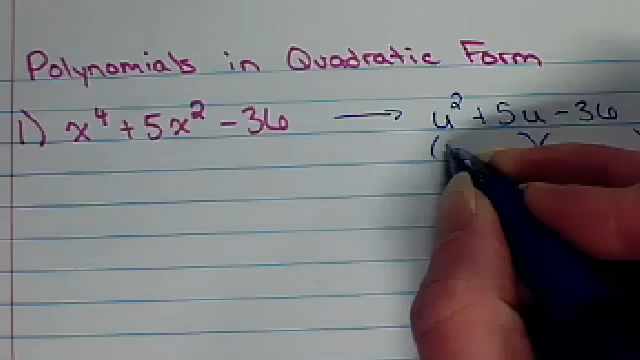 Polynomials in Quadratic Form
1) x⁴ + 5x² - 36 → u² + 5u - 36
( )( )